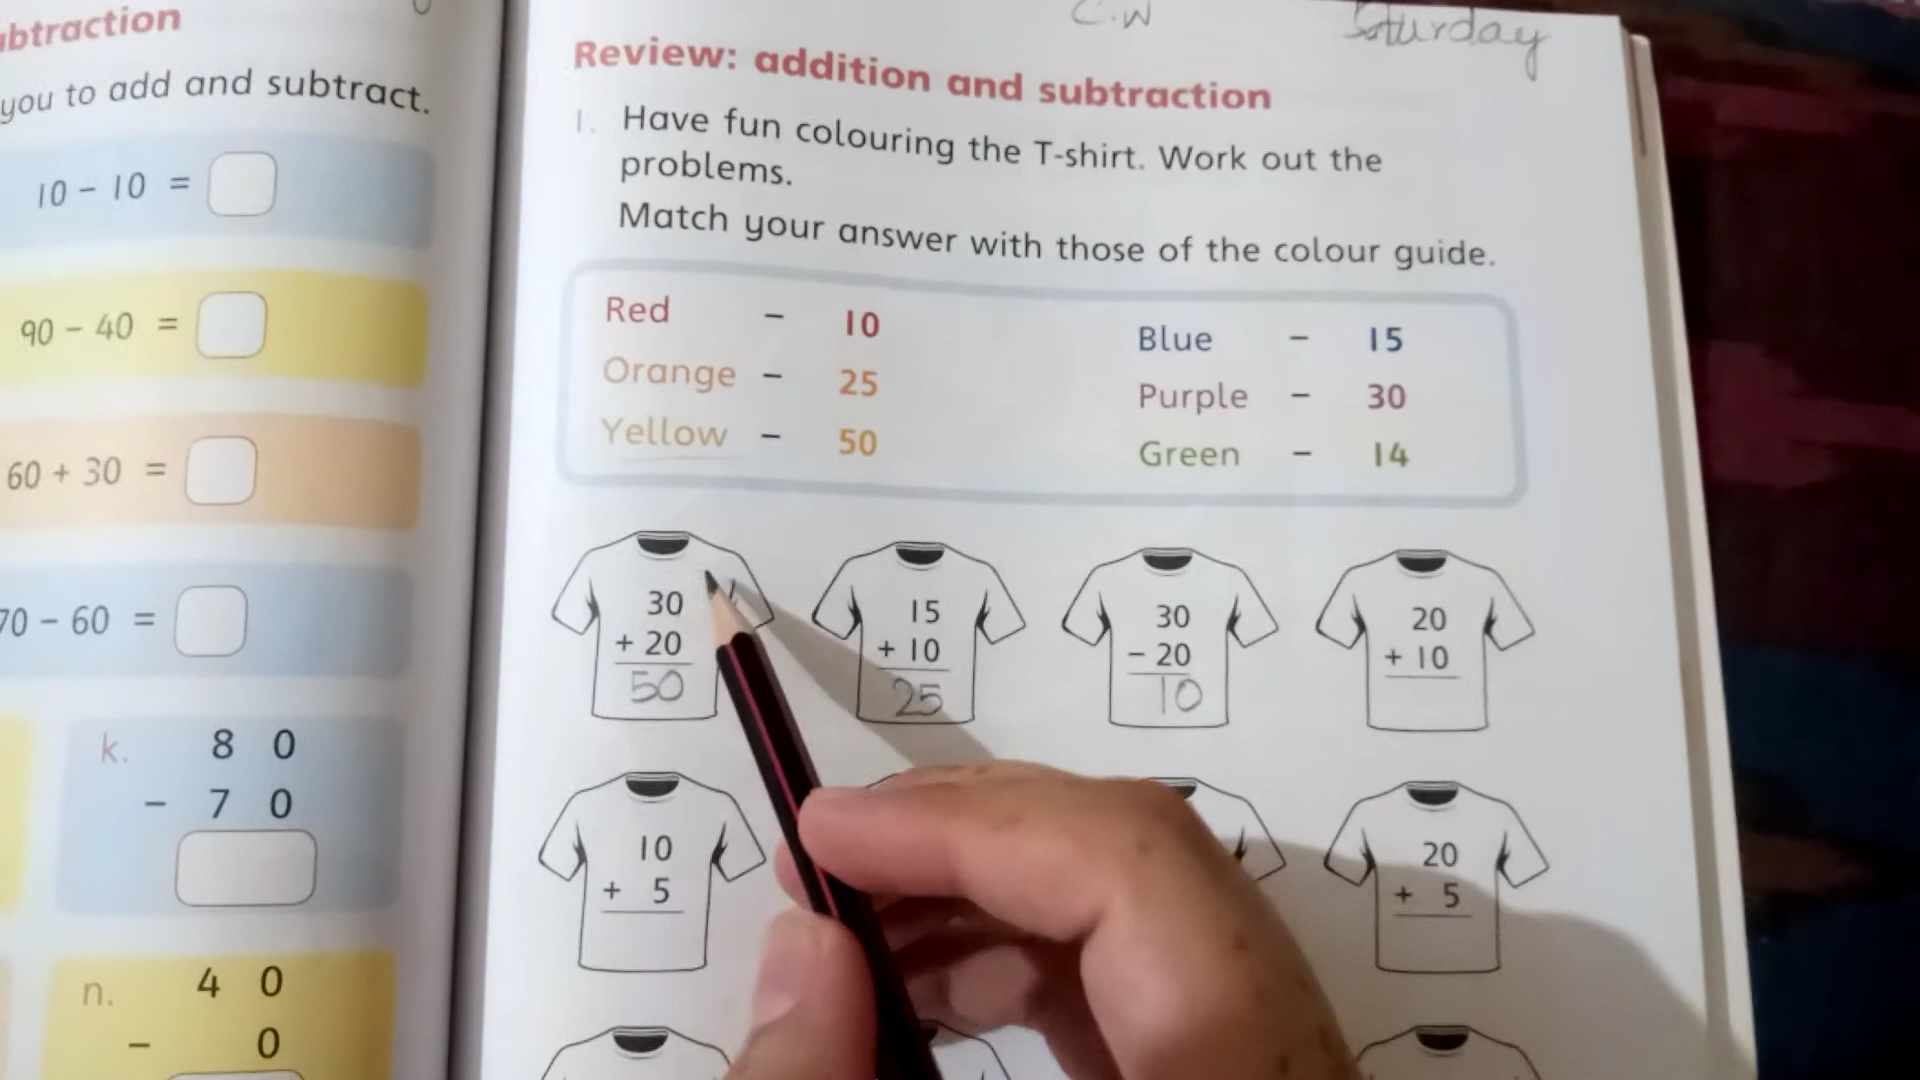 btraction
you to add and subtract.
10 – 10 =
90 – 40 =
60 + 30 =
70 – 60 =
k. 8 0
– 7 0
n. 4 0
– 0
C.W Sturday
Review: addition and subtraction
1. Have fun colouring the T-shirt. Work out the
problems.
Match your answer with those of the colour guide.
Red – 10 Blue – 15
Orange – 25 Purple – 30
Yellow – 50 Green – 14
30
+ 20
50
15
+ 10
25
30
– 20
10
20
+ 10
10
+ 5
20
+ 5